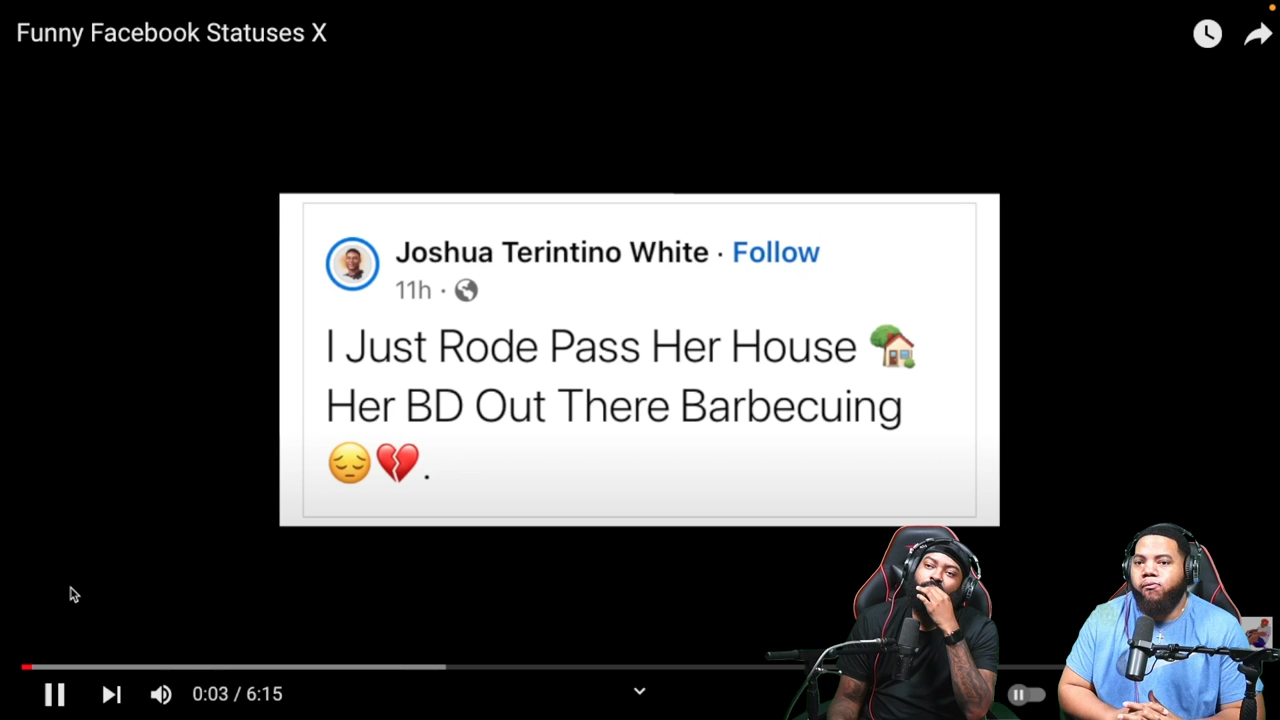 Funny Facebook Statuses X
Joshua Terintino White · Follow
11h ·
I Just Rode Pass Her House 🏡
Her BD Out There Barbecuing
😔💔.
0:03 / 6:15